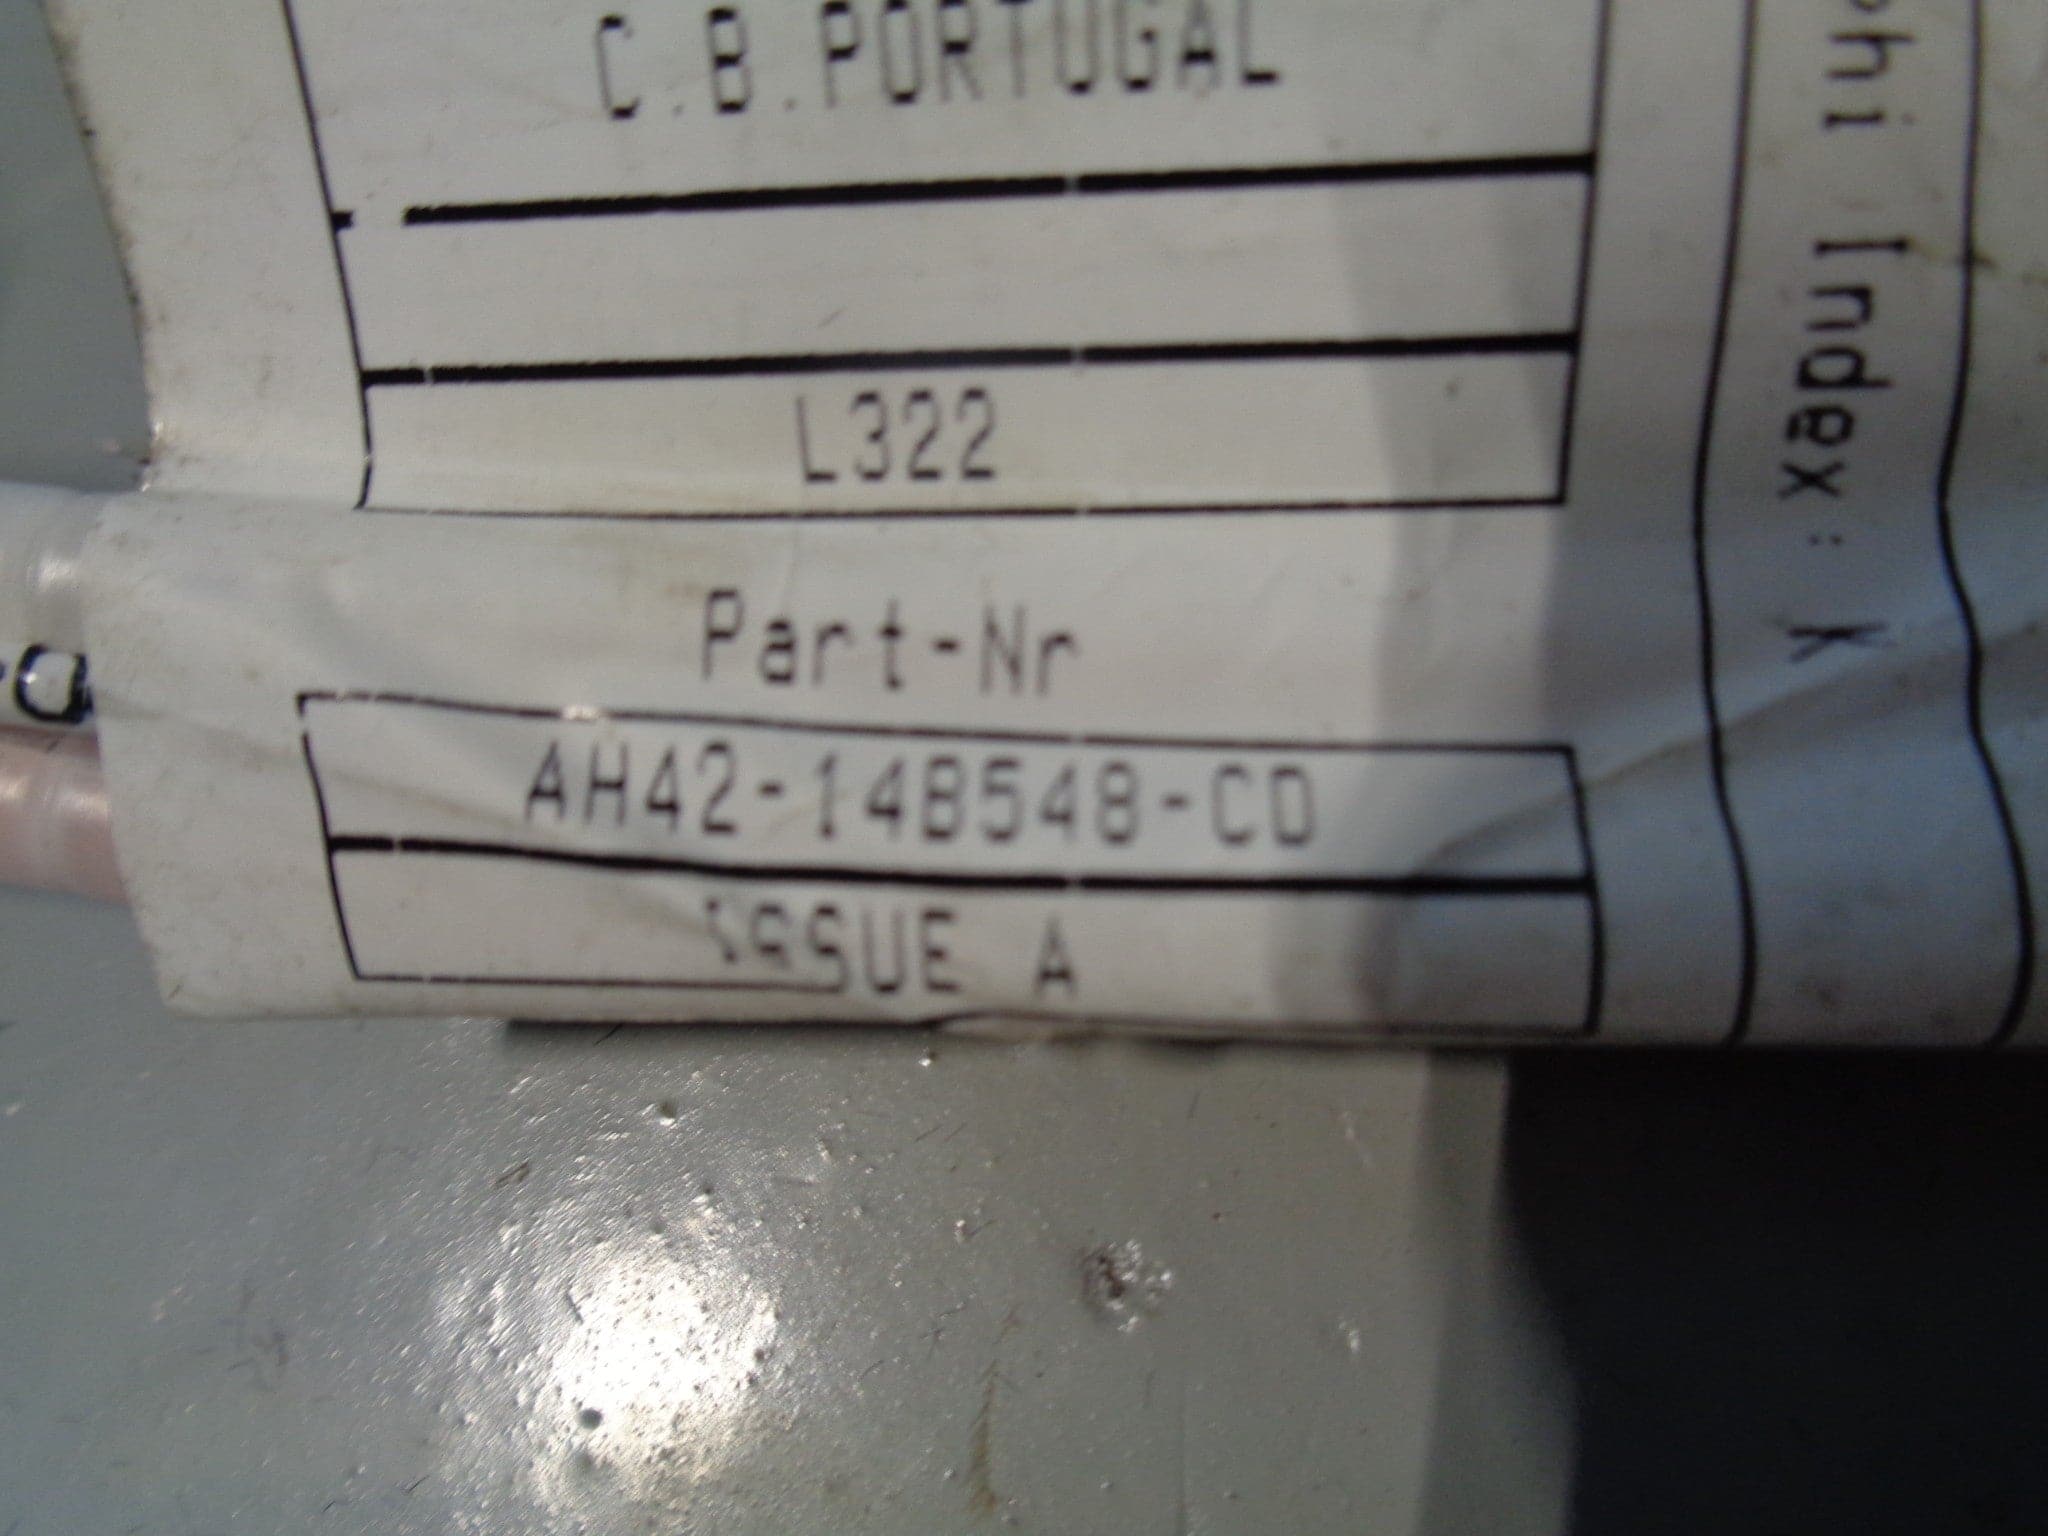 C.B.PORTUGAL
L322
Part-Nr
AH42-14B548-CD
ISSUE A
Index: K